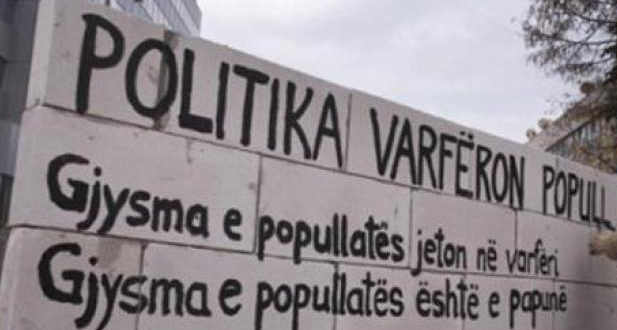 POLITIKA VARFËRON POPULL
Gjysma e popullatës jeton në varfëri
Gjysma e popullatës është e papunë